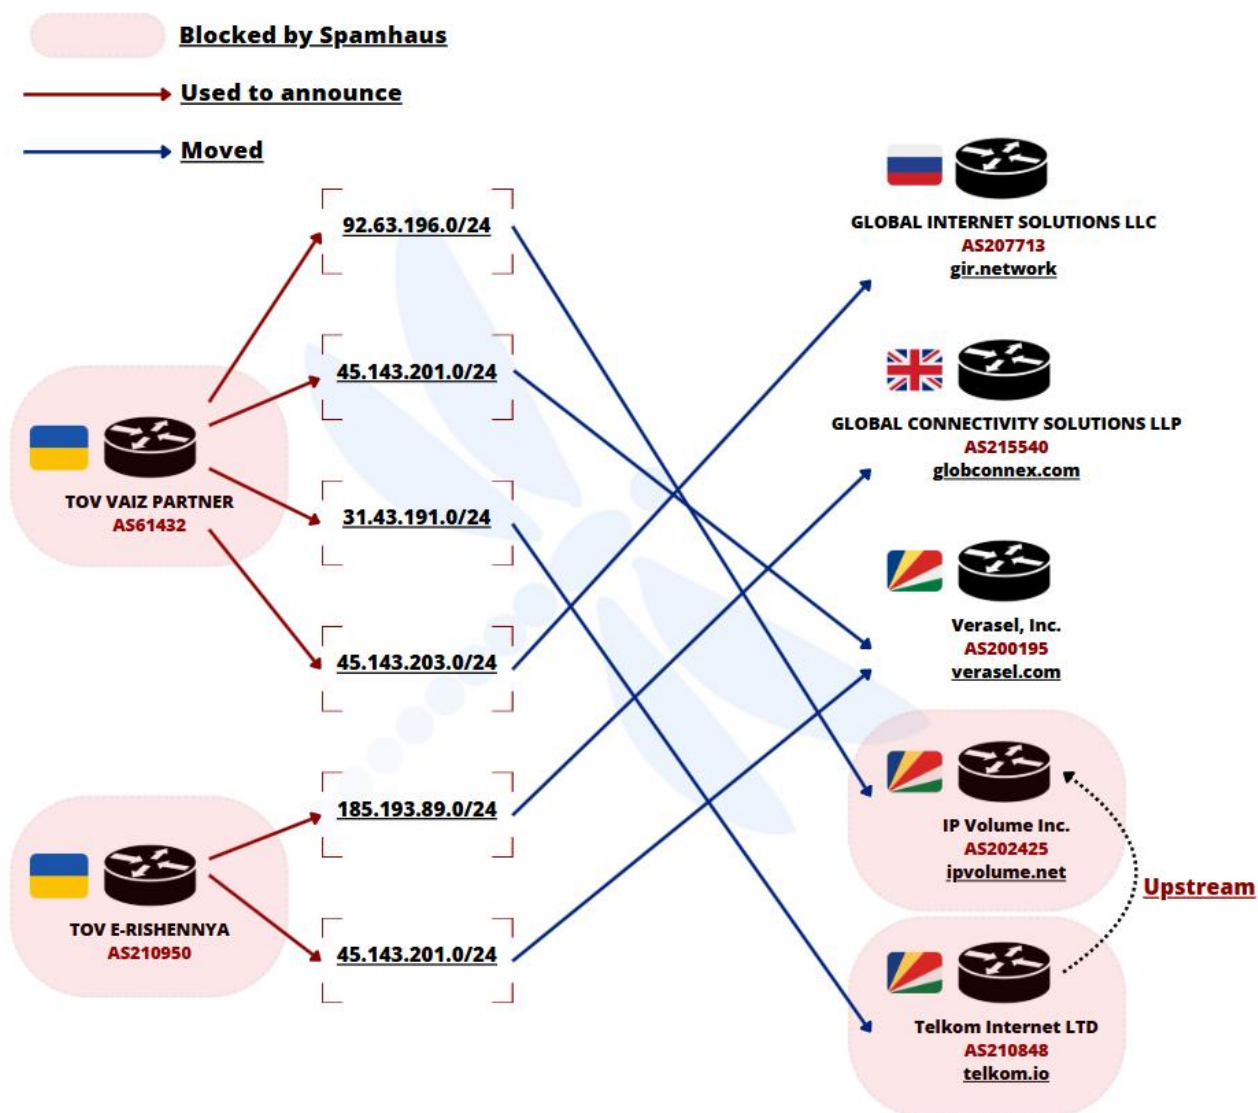 Blocked by Spamhaus
Used to announce
Moved
92.63.196.0/24
45.143.201.0/24
31.43.191.0/24
45.143.203.0/24
185.193.89.0/24
45.143.201.0/24
TOV VAIZ PARTNER
AS61432
TOV E-RISHENNYA
AS210950
GLOBAL INTERNET SOLUTIONS LLC
AS207713
gir.network
GLOBAL CONNECTIVITY SOLUTIONS LLP
AS215540
globconnex.com
Verasel, Inc.
AS200195
verasel.com
IP Volume Inc.
AS202425
ipvolume.net
Upstream
Telkom Internet LTD
AS210848
telkom.io